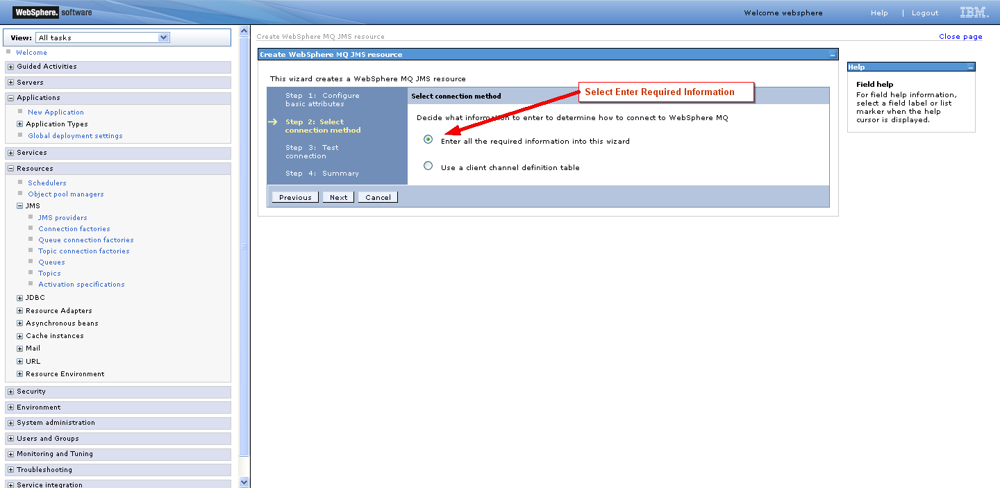 WebSphere. software
Welcome websphere
Help | Logout
IBM.
View: All tasks
Welcome
Guided Activities
Servers
Applications
New Application
Application Types
Global deployment settings
Services
Resources
Schedulers
Object pool managers
JMS
JMS providers
Connection factories
Queue connection factories
Topic connection factories
Queues
Topics
Activation specifications
JDBC
Resource Adapters
Asynchronous beans
Cache instances
Mail
URL
Resource Environment
Security
Environment
System administration
Users and Groups
Monitoring and Tuning
Troubleshooting
Service integration
Create WebSphere MQ JMS resource
Close page
Create WebSphere MQ JMS resource
This wizard creates a WebSphere MQ JMS resource
Step 1: Configure
basic attributes
Step 2: Select
connection method
Step 3: Test
connection
Step 4: Summary
Select connection method
Select Enter Required Information
Decide what information to enter to determine how to connect to WebSphere MQ
Enter all the required information into this wizard
Use a client channel definition table
Previous
Next
Cancel
Help
Field help
For field help information,
select a field label or list
marker when the help
cursor is displayed.